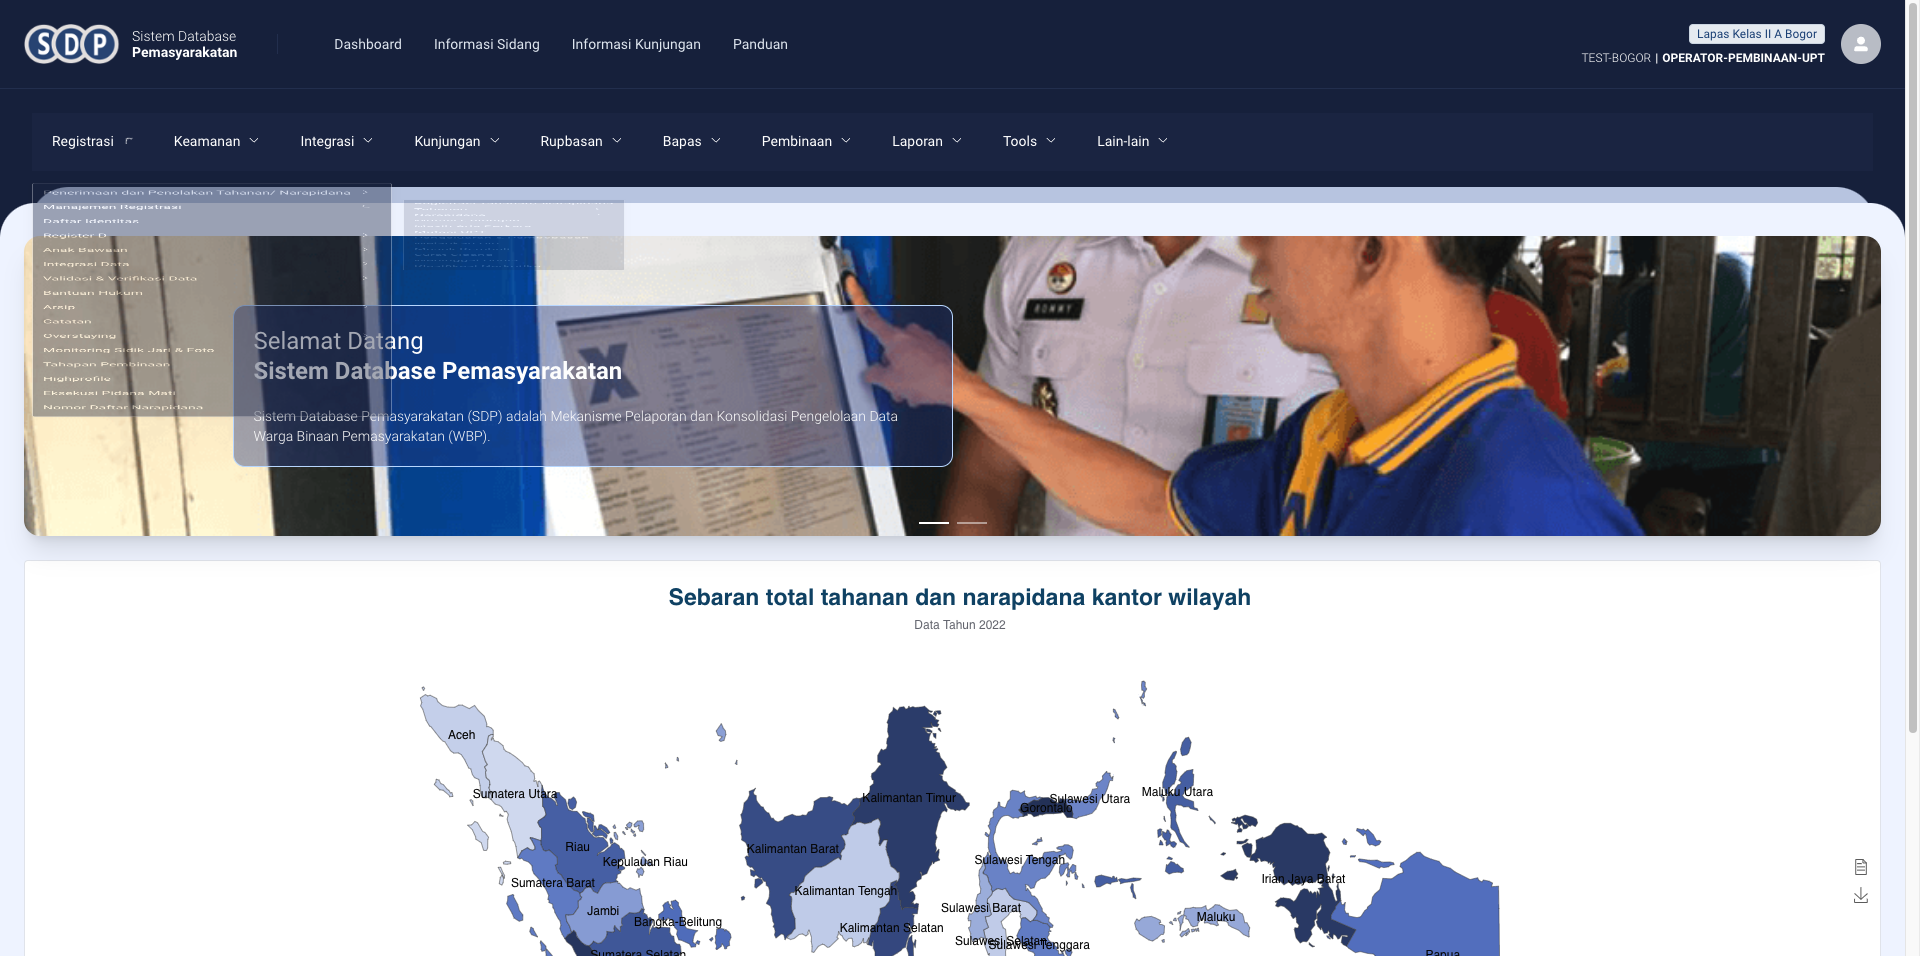 SDP
Sistem Database
Pemasyarakatan
Dashboard
Informasi Sidang
Informasi Kunjungan
Panduan
Lapas Kelas II A Bogor
TEST-BOGOR | OPERATOR-PEMBINAAN-UPT
Registrasi
Keamanan
Integrasi
Kunjungan
Rupbasan
Bapas
Pembinaan
Laporan
Tools
Lain-lain
Penerimaan dan Penolakan Tahanan/ Narapidana >
Manajemen Registrasi
Daftar Identitas
Register D
Anak Bawaan
Integrasi Data
Validasi & Verifikasi Data
Bantuan Hukum
Arsip
Catatan
Overstaying
Monitoring Sidik Jari & Foto
Tahapan Pembinaan
Highprofile
Eksekusi Pidana Mati
Nomor Daftar Narapidana
RONNY
Selamat Datang
Sistem Database Pemasyarakatan
Sistem Database Pemasyarakatan (SDP) adalah Mekanisme Pelaporan dan Konsolidasi Pengelolaan Data
Warga Binaan Pemasyarakatan (WBP).
Sebaran total tahanan dan narapidana kantor wilayah
Data Tahun 2022
Aceh
Sumatera Utara
Riau
Kepulauan Riau
Sumatera Barat
Jambi
Bangka-Belitung
Sumatera Selatan
Kalimantan Timur
Kalimantan Barat
Kalimantan Tengah
Kalimantan Selatan
Gorontalo
Sulawesi Utara
Sulawesi Tengah
Sulawesi Barat
Sulawesi Selatan
Sulawesi Tenggara
Maluku Utara
Irian Jaya Barat
Maluku
Papua